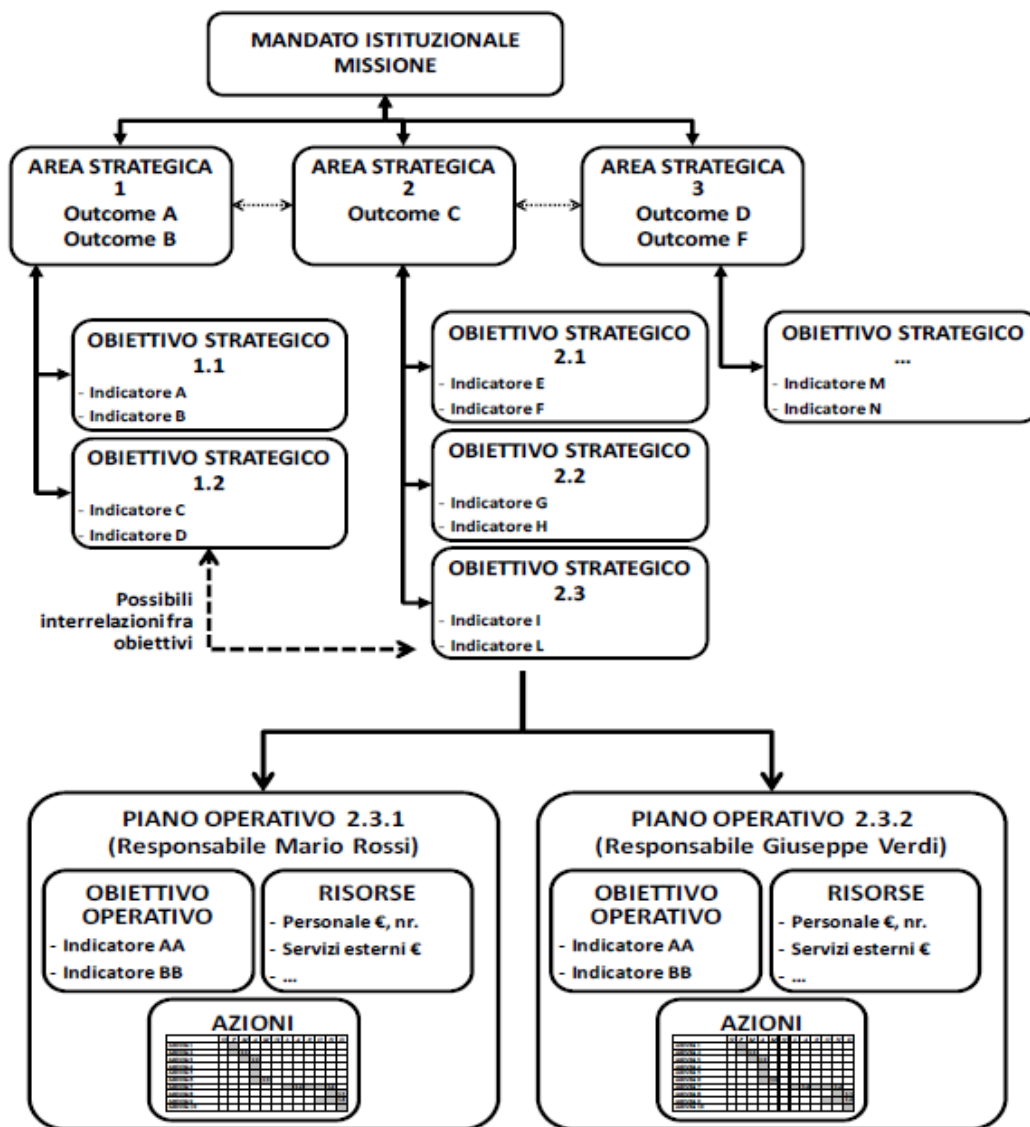 MANDATO ISTITUZIONALE
MISSIONE
AREA STRATEGICA
1
Outcome A
Outcome B
AREA STRATEGICA
2
Outcome C
AREA STRATEGICA
3
Outcome D
Outcome F
OBIETTIVO STRATEGICO
1.1
- Indicatore A
- Indicatore B
OBIETTIVO STRATEGICO
1.2
- Indicatore C
- Indicatore D
OBIETTIVO STRATEGICO
2.1
- Indicatore E
- Indicatore F
OBIETTIVO STRATEGICO
2.2
- Indicatore G
- Indicatore H
OBIETTIVO STRATEGICO
2.3
- Indicatore I
- Indicatore L
OBIETTIVO STRATEGICO
...
- Indicatore M
- Indicatore N
Possibili
interrelazioni fra
obiettivi
PIANO OPERATIVO 2.3.1
(Responsabile Mario Rossi)
OBIETTIVO
OPERATIVO
- Indicatore AA
- Indicatore BB
RISORSE
- Personale €, nr.
- Servizi esterni €
- ...
AZIONI
PIANO OPERATIVO 2.3.2
(Responsabile Giuseppe Verdi)
OBIETTIVO
OPERATIVO
- Indicatore AA
- Indicatore BB
RISORSE
- Personale €, nr.
- Servizi esterni €
- ...
AZIONI